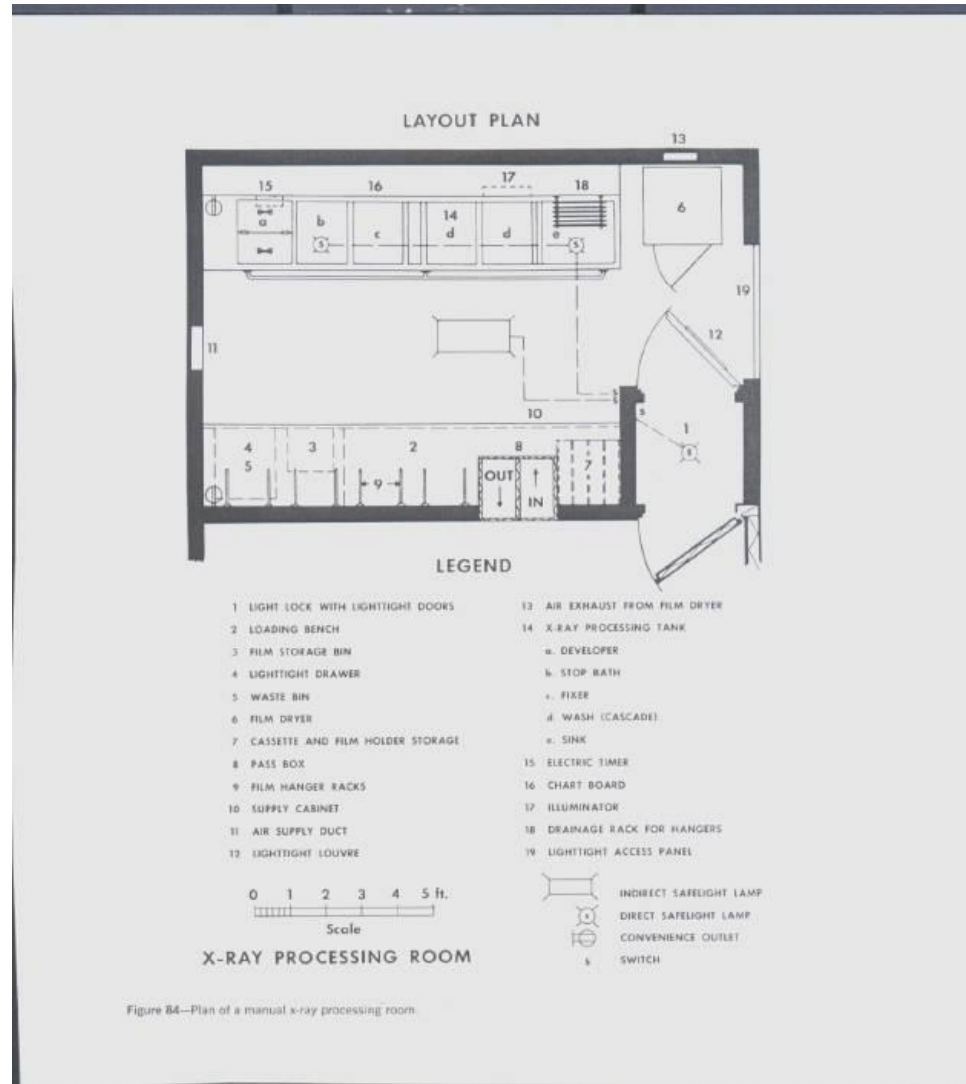 LAYOUT PLAN
13
15 16 17 18
6
a b c 14 d d e
S S
19
12
11
10
1
S
s
4 3 2 8
5
7
9
OUT IN
LEGEND
1 LIGHT LOCK WITH LIGHTTIGHT DOORS
2 LOADING BENCH
3 FILM STORAGE BIN
4 LIGHTTIGHT DRAWER
5 WASTE BIN
6 FILM DRYER
7 CASSETTE AND FILM HOLDER STORAGE
8 PASS BOX
9 FILM HANGER RACKS
10 SUPPLY CABINET
11 AIR SUPPLY DUCT
12 LIGHTTIGHT LOUVRE
13 AIR EXHAUST FROM FILM DRYER
14 X-RAY PROCESSING TANK
a. DEVELOPER
b. STOP BATH
c. FIXER
d. WASH (CASCADE)
e. SINK
15 ELECTRIC TIMER
16 CHART BOARD
17 ILLUMINATOR
18 DRAINAGE RACK FOR HANGERS
19 LIGHTTIGHT ACCESS PANEL
INDIRECT SAFELIGHT LAMP
S DIRECT SAFELIGHT LAMP
CONVENIENCE OUTLET
s SWITCH
0 1 2 3 4 5 ft.
Scale
X-RAY PROCESSING ROOM
Figure 84—Plan of a manual x-ray processing room.